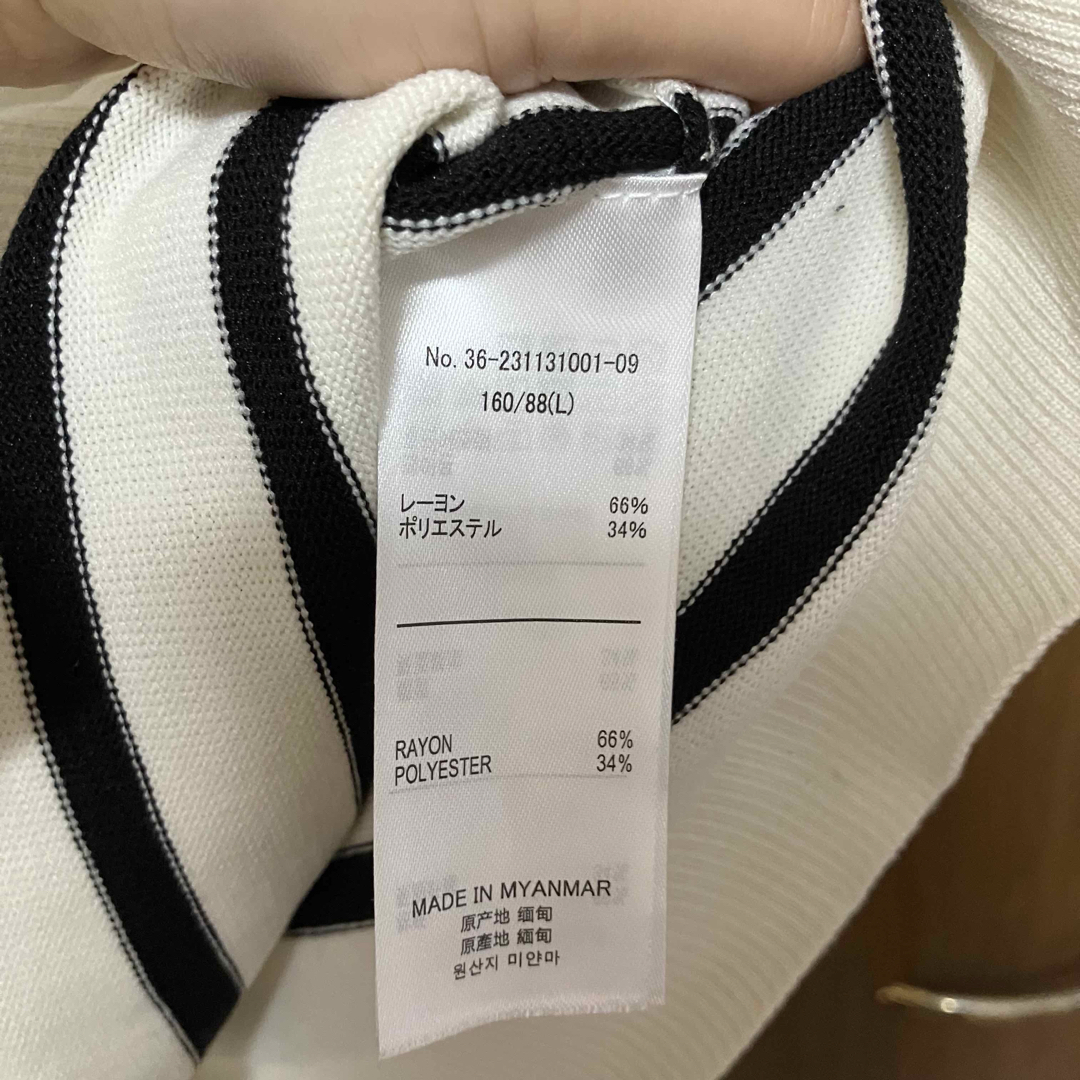 No. 36-231131001-09
160/88(L)
レーヨン 66%
ポリエステル 34%
RAYON 66%
POLYESTER 34%
MADE IN MYANMAR
原产地 缅甸
原產地 緬甸
원산지 미얀마